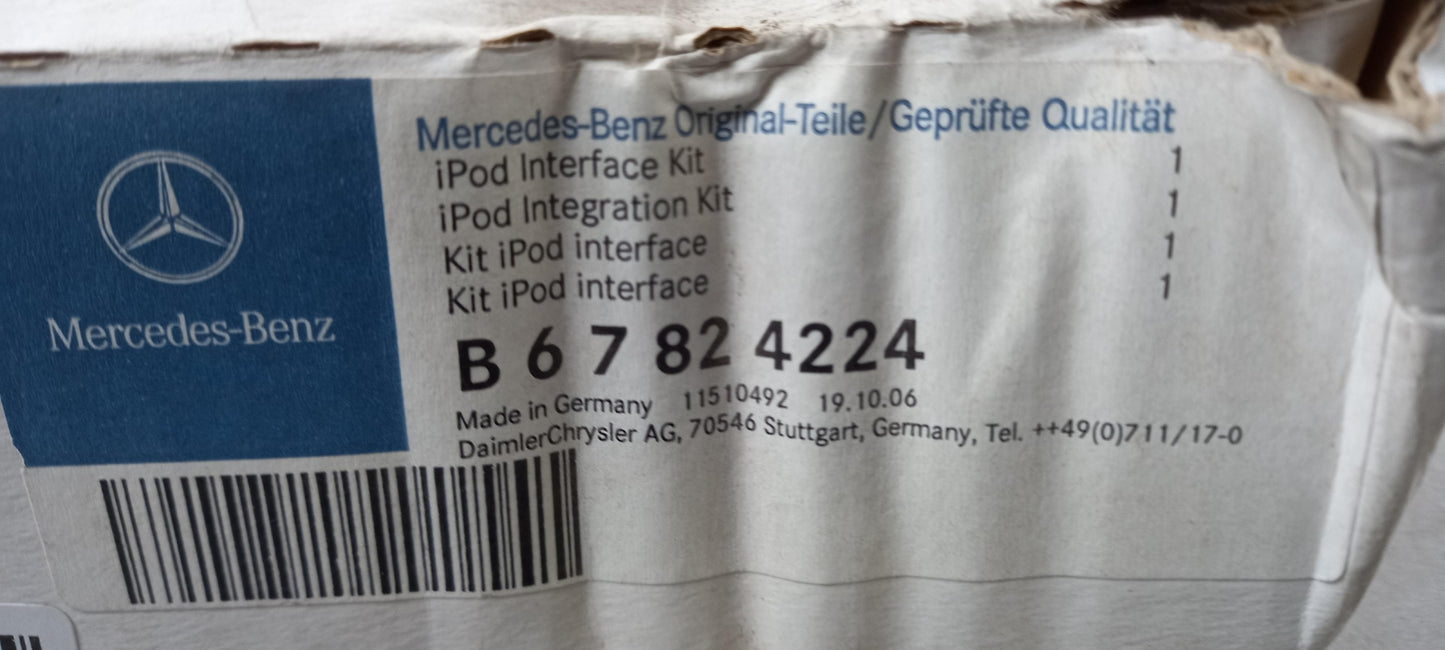 Mercedes-Benz
Mercedes-Benz Original-Teile/Geprüfte Qualität
iPod Interface Kit 1
iPod Integration Kit 1
Kit iPod interface 1
Kit iPod interface 1
B 6 7 82 4224
Made in Germany 11510492 19.10.06
DaimlerChrysler AG, 70546 Stuttgart, Germany, Tel. ++49(0)711/17-0